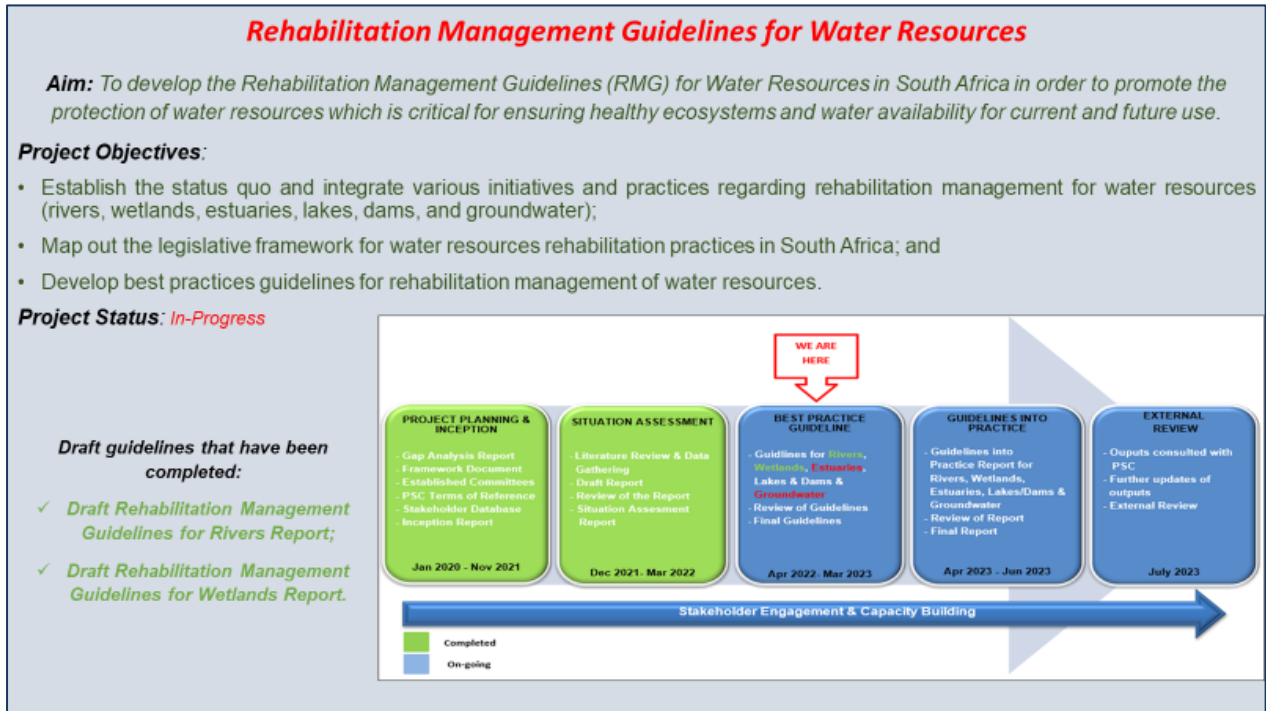 Rehabilitation Management Guidelines for Water Resources
Aim: To develop the Rehabilitation Management Guidelines (RMG) for Water Resources in South Africa in order to promote the
protection of water resources which is critical for ensuring healthy ecosystems and water availability for current and future use.
Project Objectives:
• Establish the status quo and integrate various initiatives and practices regarding rehabilitation management for water resources
(rivers, wetlands, estuaries, lakes, dams, and groundwater);
• Map out the legislative framework for water resources rehabilitation practices in South Africa; and
• Develop best practices guidelines for rehabilitation management of water resources.
Project Status: In-Progress
Draft guidelines that have been
completed:
✓ Draft Rehabilitation Management
Guidelines for Rivers Report;
✓ Draft Rehabilitation Management
Guidelines for Wetlands Report.
WE ARE
HERE
PROJECT PLANNING &
INCEPTION
- Gap Analysis Report
- Framework Document
- Established Committees
- PSC Terms of Reference
- Stakeholder Database
- Inception Report
Jan 2020 - Nov 2021
SITUATION ASSESSMENT
- Literature Review & Data
Gathering
- Draft Report
- Review of the Report
- Situation Assesment
Report
Dec 2021- Mar 2022
BEST PRACTICE
GUIDELINE
- Guidlines for Rivers,
Wetlands, Estuaries,
Lakes & Dams &
Groundwater
- Review of Guidelines
- Final Guidelines
Apr 2022- Mar 2023
GUIDELINES INTO
PRACTICE
- Guidelines into
Practice Report for
Rivers, Wetlands,
Estuaries, Lakes/Dams &
Groundwater
- Review of Report
- Final Report
Apr 2023 - Jun 2023
EXTERNAL
REVIEW
- Ouputs consulted with
PSC
- Further updates of
outputs
- External Review
July 2023
Stakeholder Engagement & Capacity Building
Completed
On-going